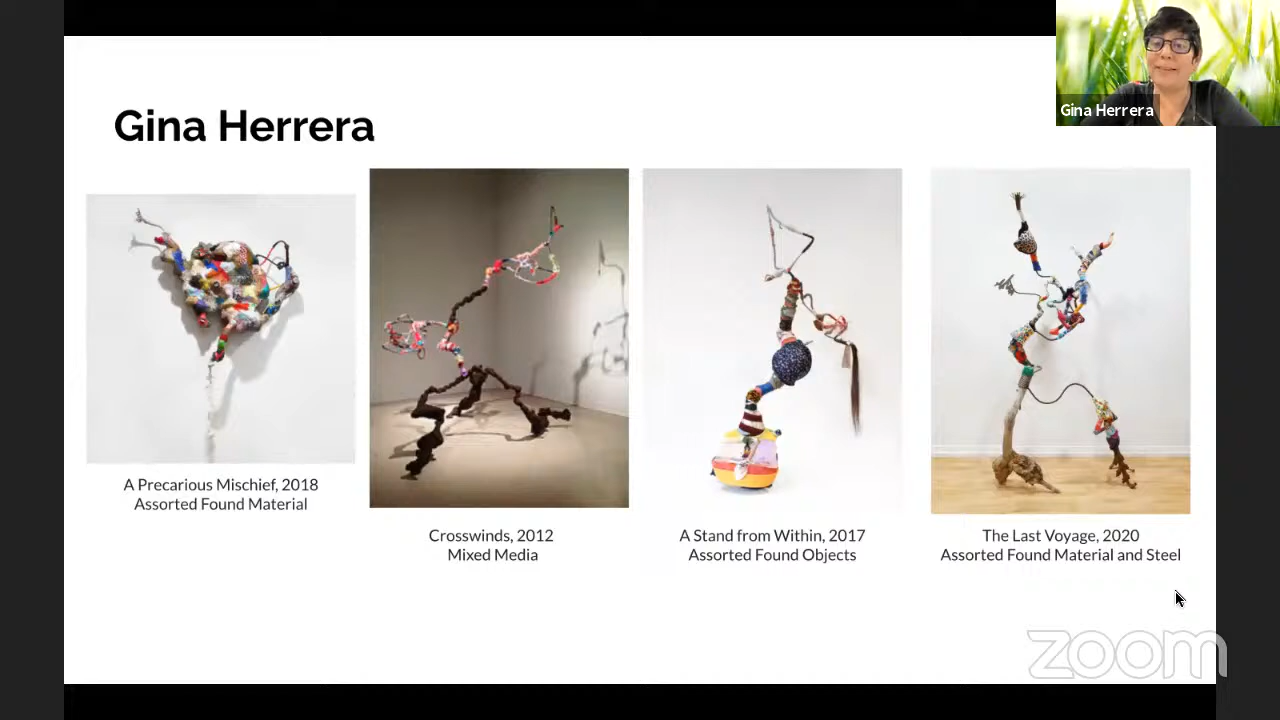 Gina Herrera
Gina Herrera
A Precarious Mischief, 2018
Assorted Found Material
Crosswinds, 2012
Mixed Media
A Stand from Within, 2017
Assorted Found Objects
The Last Voyage, 2020
Assorted Found Material and Steel
zoom